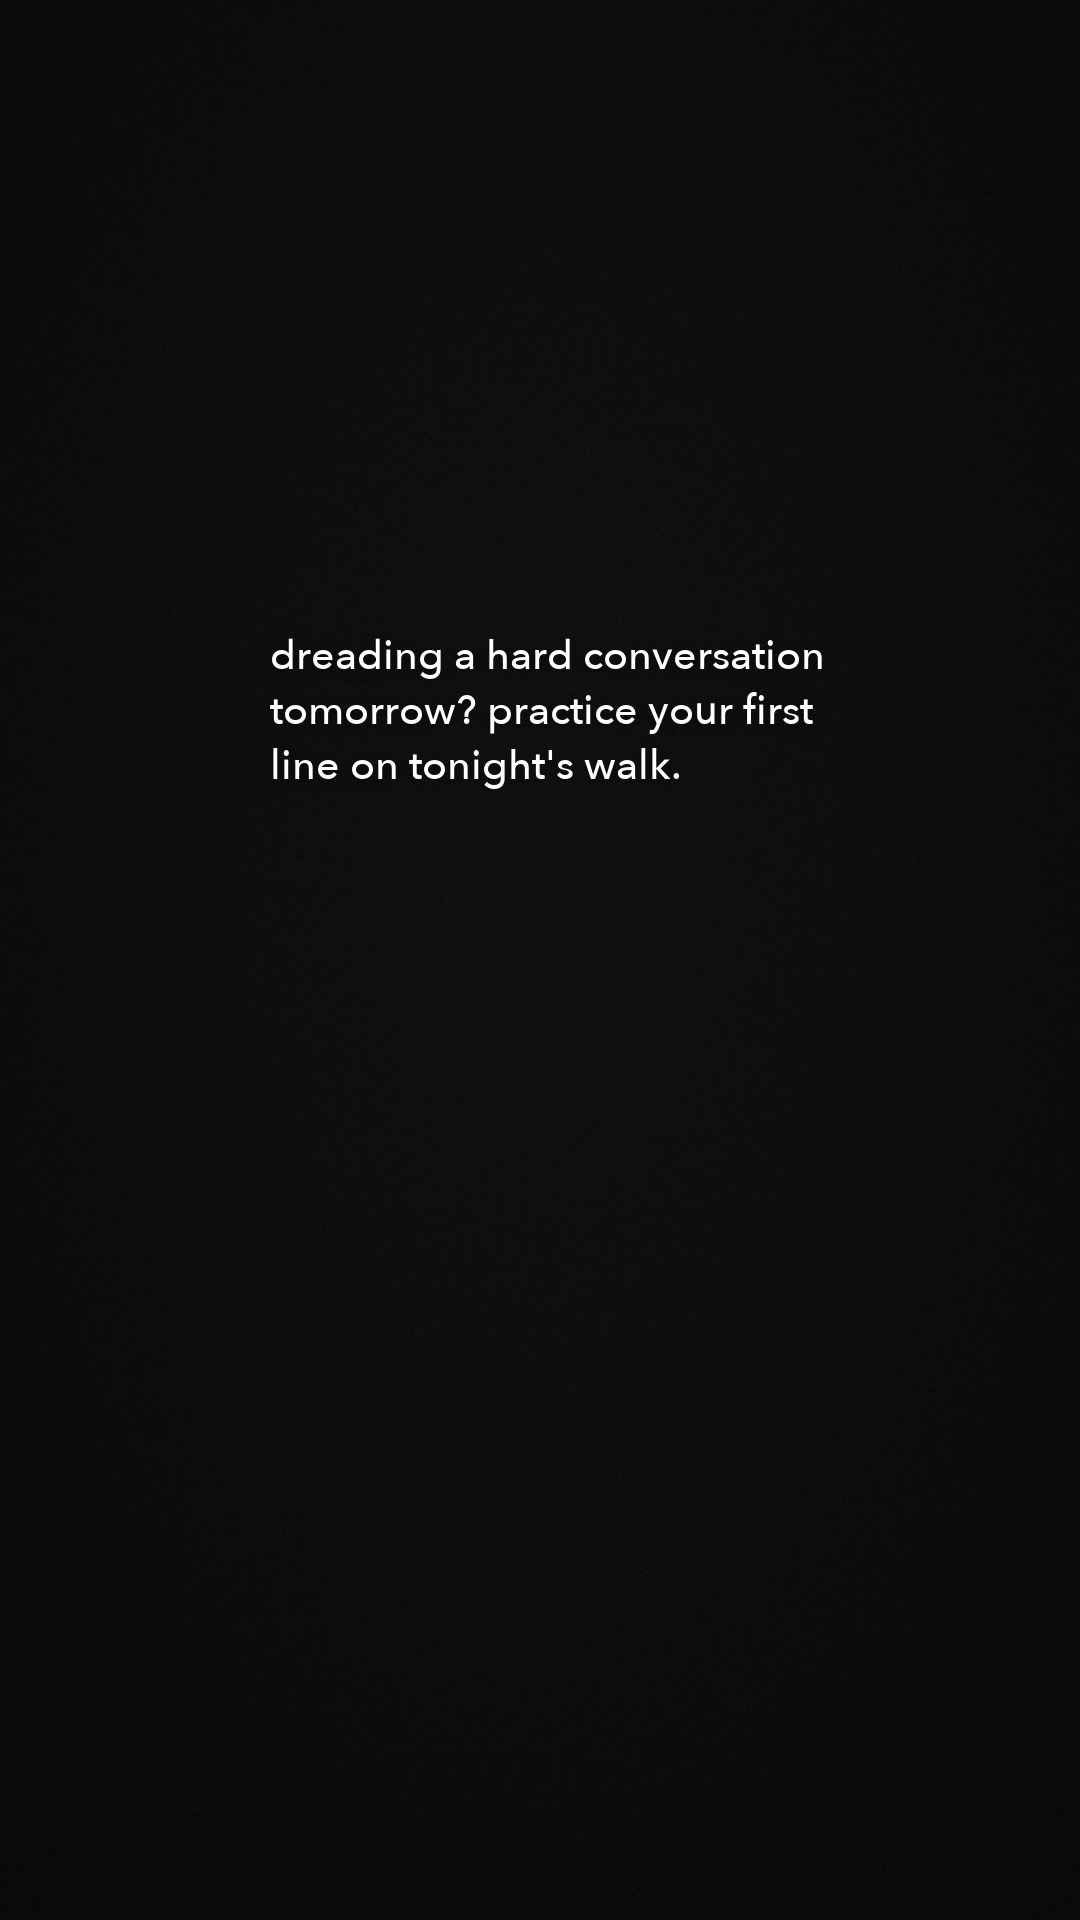 dreading a hard conversation
tomorrow? practice your first
line on tonight's walk.